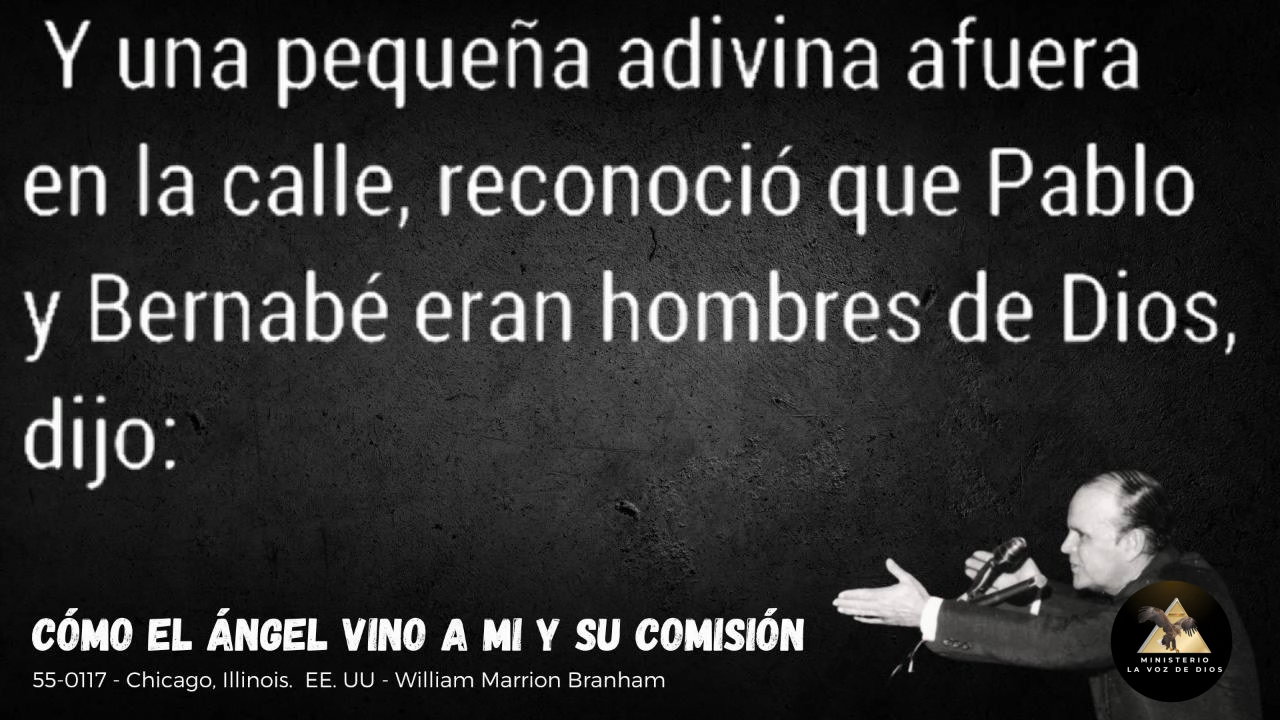 Y una pequeña adivina afuera
en la calle, reconoció que Pablo
y Bernabé eran hombres de Dios,
dijo:
CÓMO EL ÁNGEL VINO A MI Y SU COMISIÓN
55-0117 - Chicago, Illinois.  EE. UU - William Marrion Branham
MINISTERIO
LA VOZ DE DIOS